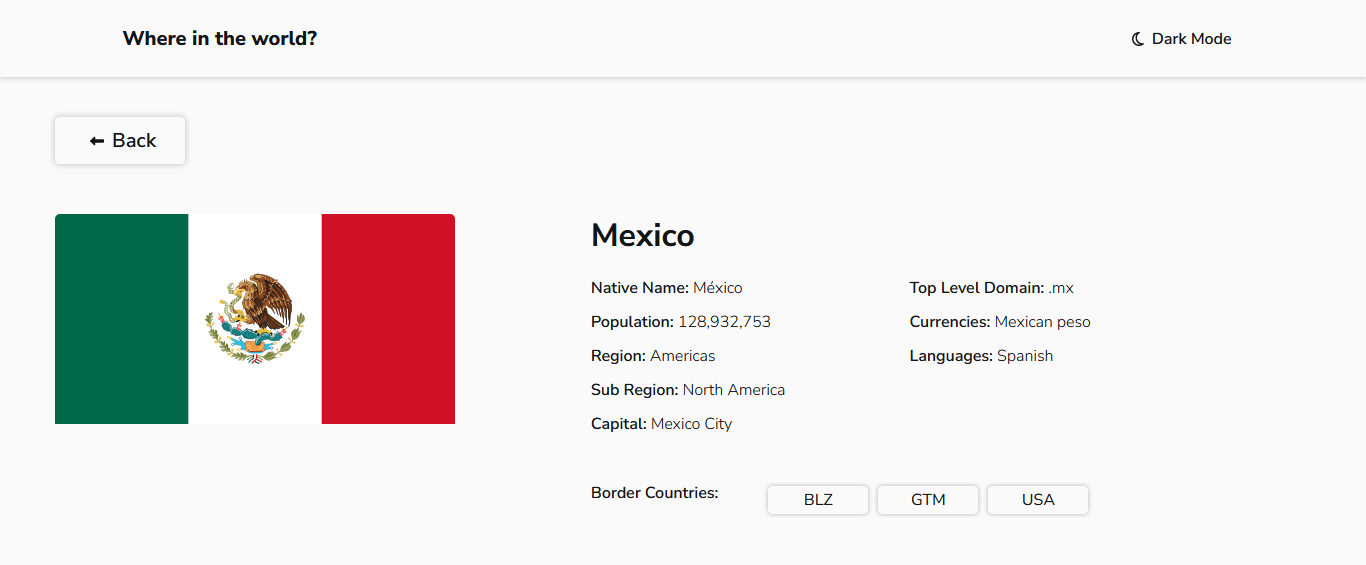 Where in the world?
Dark Mode
Back
Mexico
Native Name: México
Population: 128,932,753
Region: Americas
Sub Region: North America
Capital: Mexico City
Top Level Domain: .mx
Currencies: Mexican peso
Languages: Spanish
Border Countries:
BLZ
GTM
USA